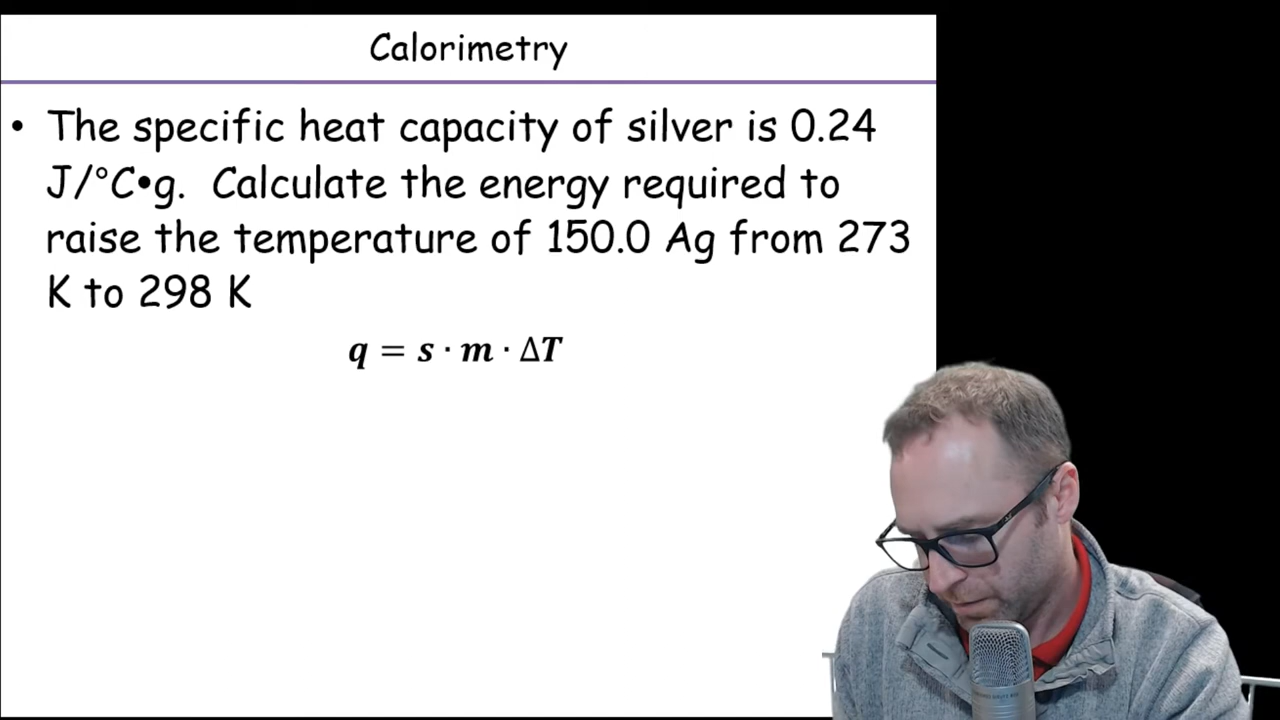 Calorimetry
• The specific heat capacity of silver is 0.24
J/°C•g. Calculate the energy required to
raise the temperature of 150.0 Ag from 273
K to 298 K
q = s · m · ΔT